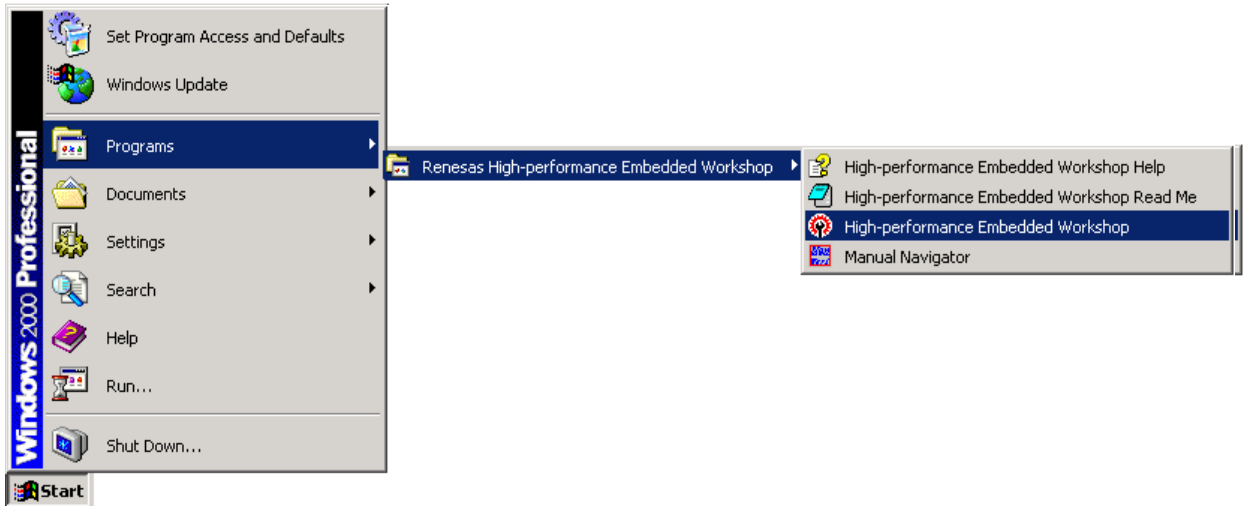 Set Program Access and Defaults
Windows Update
Programs
Documents
Settings
Search
Help
Run...
Shut Down...
Windows 2000 Professional
Start
Renesas High-performance Embedded Workshop
High-performance Embedded Workshop Help
High-performance Embedded Workshop Read Me
High-performance Embedded Workshop
Manual Navigator